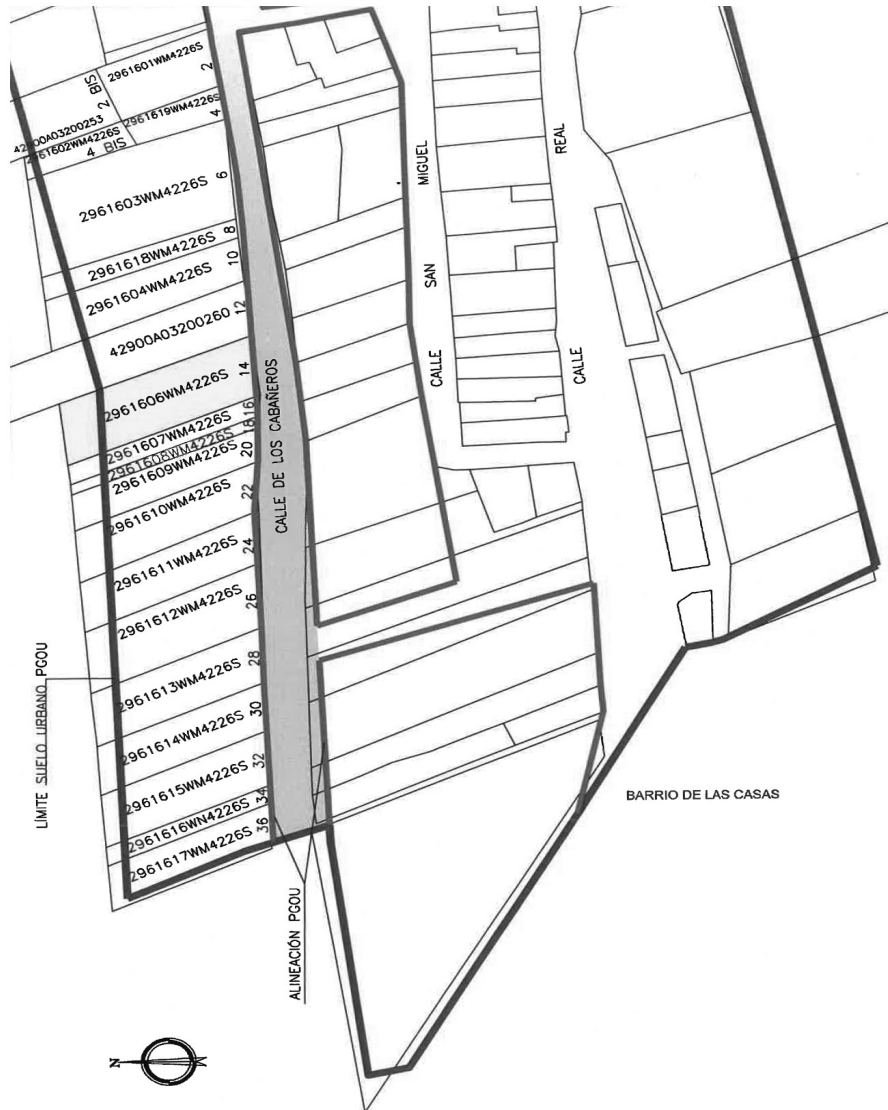 2961601WM4226S
2
BIS
2
42900A03200253
2961619WM4226S
4
2961602WM4226S
4 BIS
2961603WM4226S
6
2961618WM4226S
8
2961604WM4226S
10
42900A03200260
12
2961606WM4226S
14
2961607WM4226S
16
2961608WM4226S
18
2961609WM4226S
20
2961610WM4226S
22
2961611WM4226S
24
2961612WM4226S
26
2961613WM4226S
28
2961614WM4226S
30
2961615WM4226S
32
2961616WN4226S
34
2961617WM4226S
36
CALLE DE LOS CABAÑEROS
CALLE SAN MIGUEL
CALLE REAL
LÍMITE SUELO URBANO PGOU
ALINEACIÓN PGOU
BARRIO DE LAS CASAS
N